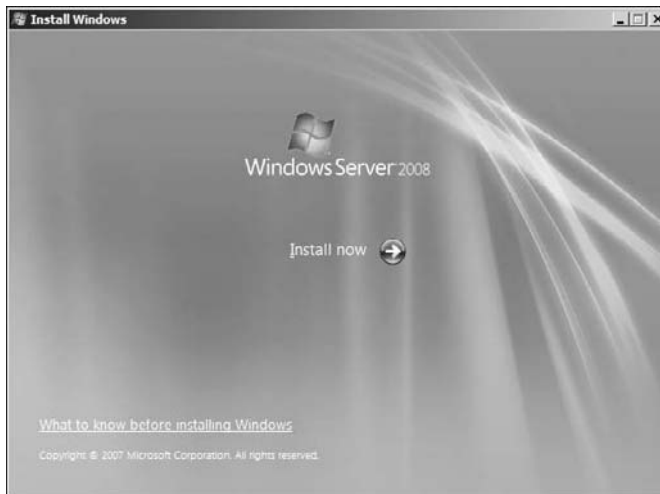 Install Windows
Windows Server 2008
Install now
What to know before installing Windows
Copyright © 2007 Microsoft Corporation. All rights reserved.